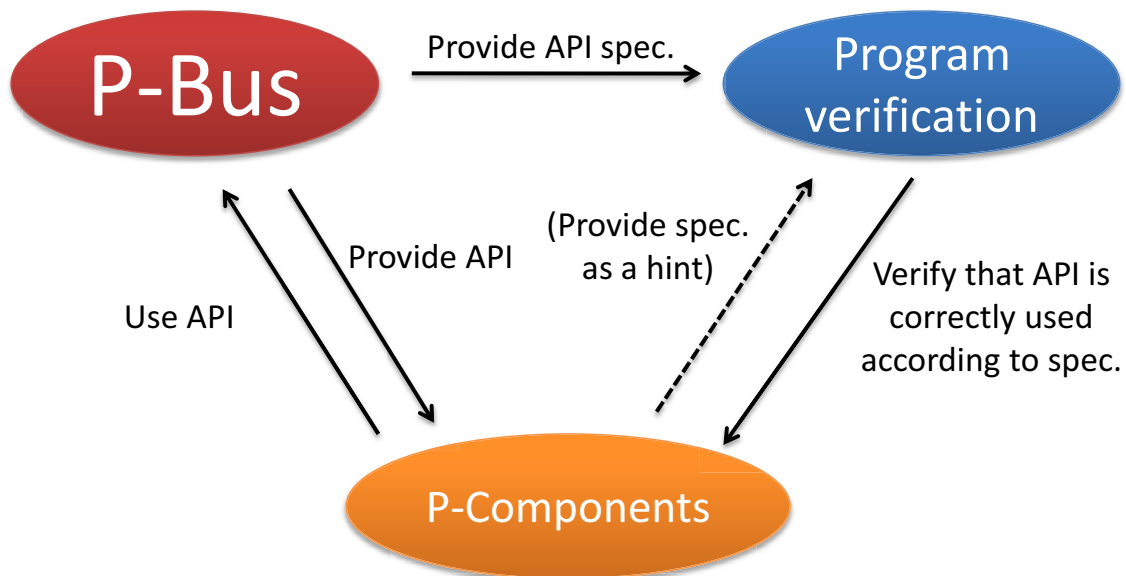 P-Bus
Provide API spec.
Program
verification
(Provide spec.
as a hint)
Provide API
Use API
Verify that API is
correctly used
according to spec.
P-Components